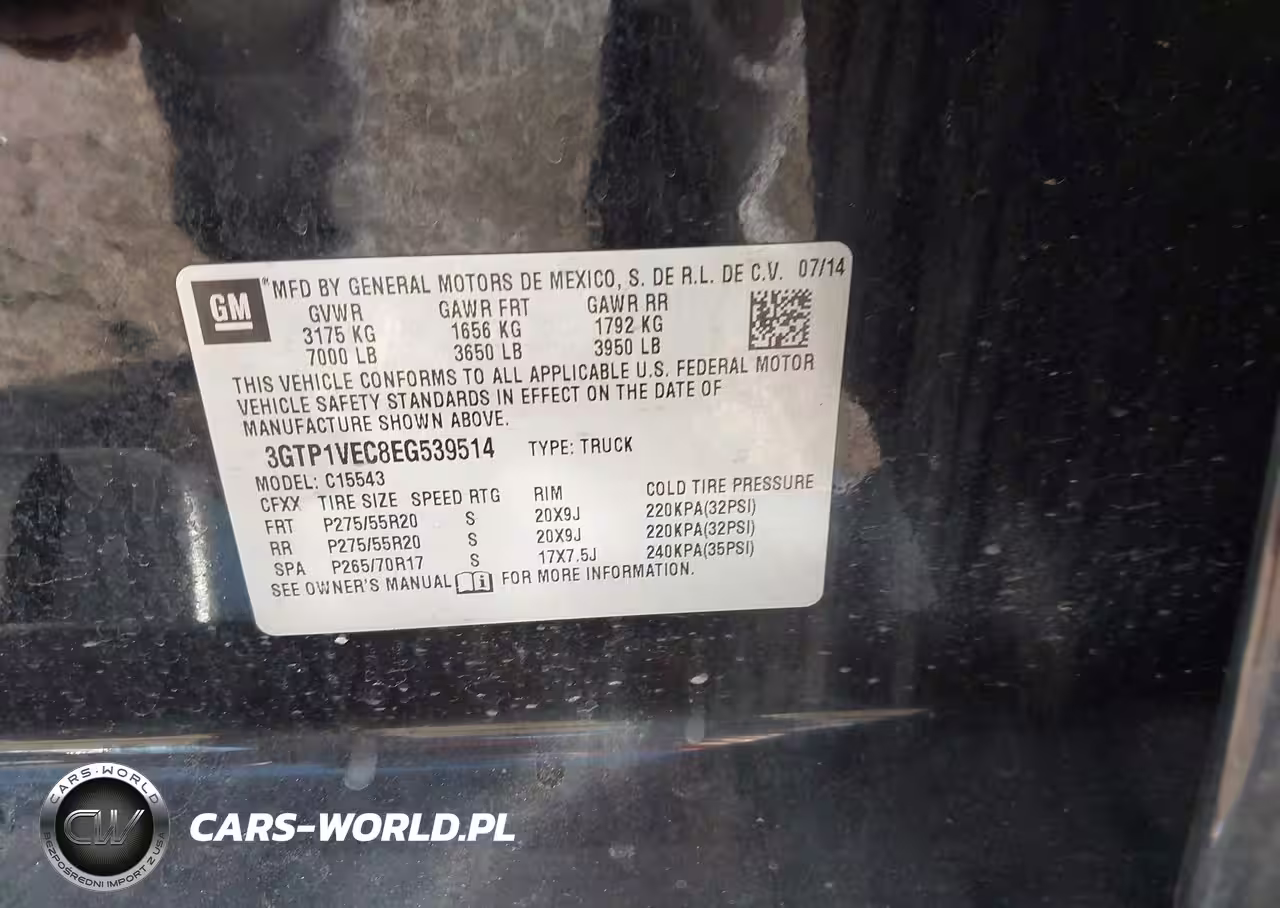 GM
™MFD BY GENERAL MOTORS DE MEXICO, S. DE R.L. DE C.V. 07/14
GVWR GAWR FRT GAWR RR
3175 KG 1656 KG 1792 KG
7000 LB 3650 LB 3950 LB
THIS VEHICLE CONFORMS TO ALL APPLICABLE U.S. FEDERAL MOTOR
VEHICLE SAFETY STANDARDS IN EFFECT ON THE DATE OF
MANUFACTURE SHOWN ABOVE.
3GTP1VEC8EG539514 TYPE: TRUCK
MODEL: C15543
CFXX TIRE SIZE SPEED RTG RIM COLD TIRE PRESSURE
FRT P275/55R20 S 20X9J 220KPA(32PSI)
RR P275/55R20 S 20X9J 220KPA(32PSI)
SPA P265/70R17 S 17X7.5J 240KPA(35PSI)
SEE OWNER'S MANUAL i FOR MORE INFORMATION.
CARS-WORLD
CW
BEZPOŚREDNI IMPORT Z USA
CARS-WORLD.PL